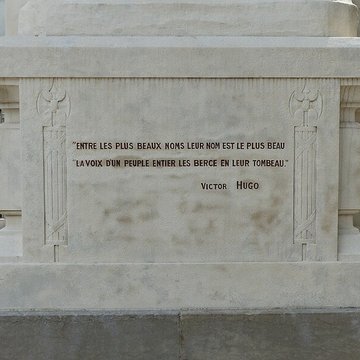 "ENTRE LES PLUS BEAUX NOMS LEUR NOM EST LE PLUS BEAU
"LA VOIX D'UN PEUPLE ENTIER LES BERCE EN LEUR TOMBEAU."
VICTOR HUGO